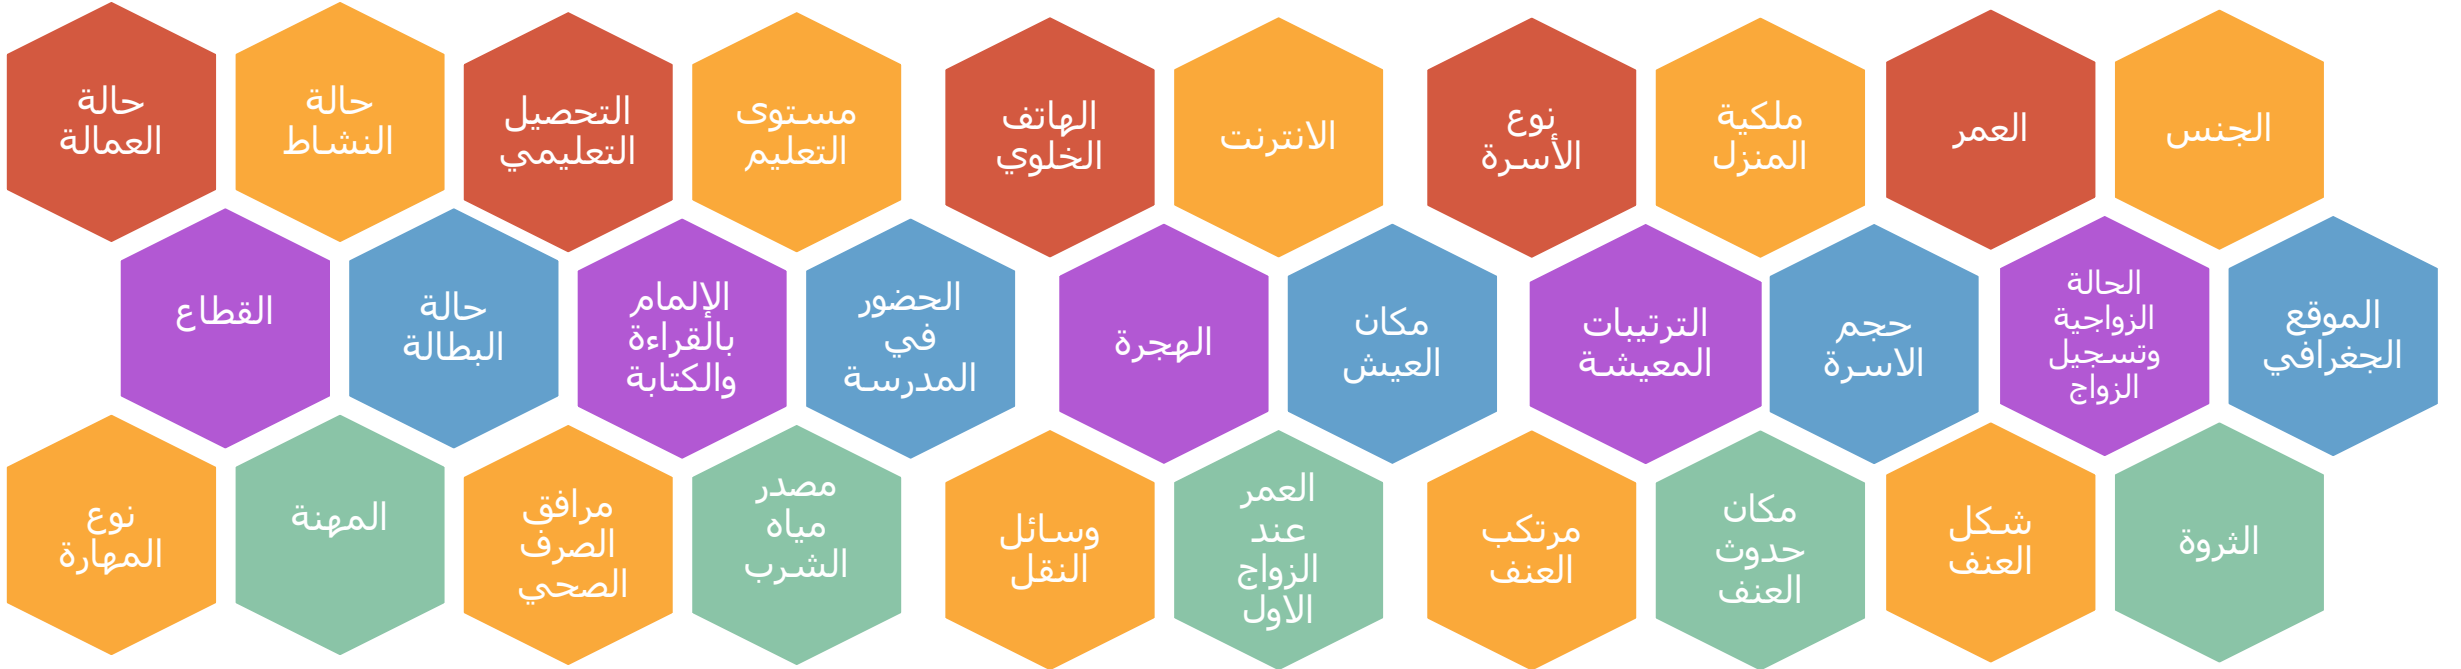 الجنس
العمر
ملكية
المنزل
نوع
الأسرة
الانترنت
الهاتف
الخلوي
مستوى
التعليم
التحصيل
التعليمي
حالة
النشاط
حالة
العمالة
الموقع
الجغرافي
الحالة
الزواجية
وتسجيل
الزواج
حجم
الاسرة
الترتيبات
المعيشة
مكان
العيش
الهجرة
الحضور
في
المدرسة
الإلمام
بالقراءة
والكتابة
حالة
البطالة
القطاع
الثروة
شكل
العنف
مكان
حدوث
العنف
مرتكب
العنف
العمر
عند
الزواج
الاول
وسائل
النقل
مصدر
مياه
الشرب
مرافق
الصرف
الصحي
المهنة
نوع
المهارة